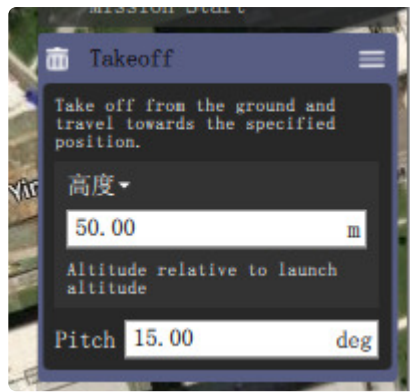 Mission Start
Takeoff
Take off from the ground and
travel towards the specified
position.
高度
50.00 m
Altitude relative to launch
altitude
Pitch 15.00 deg